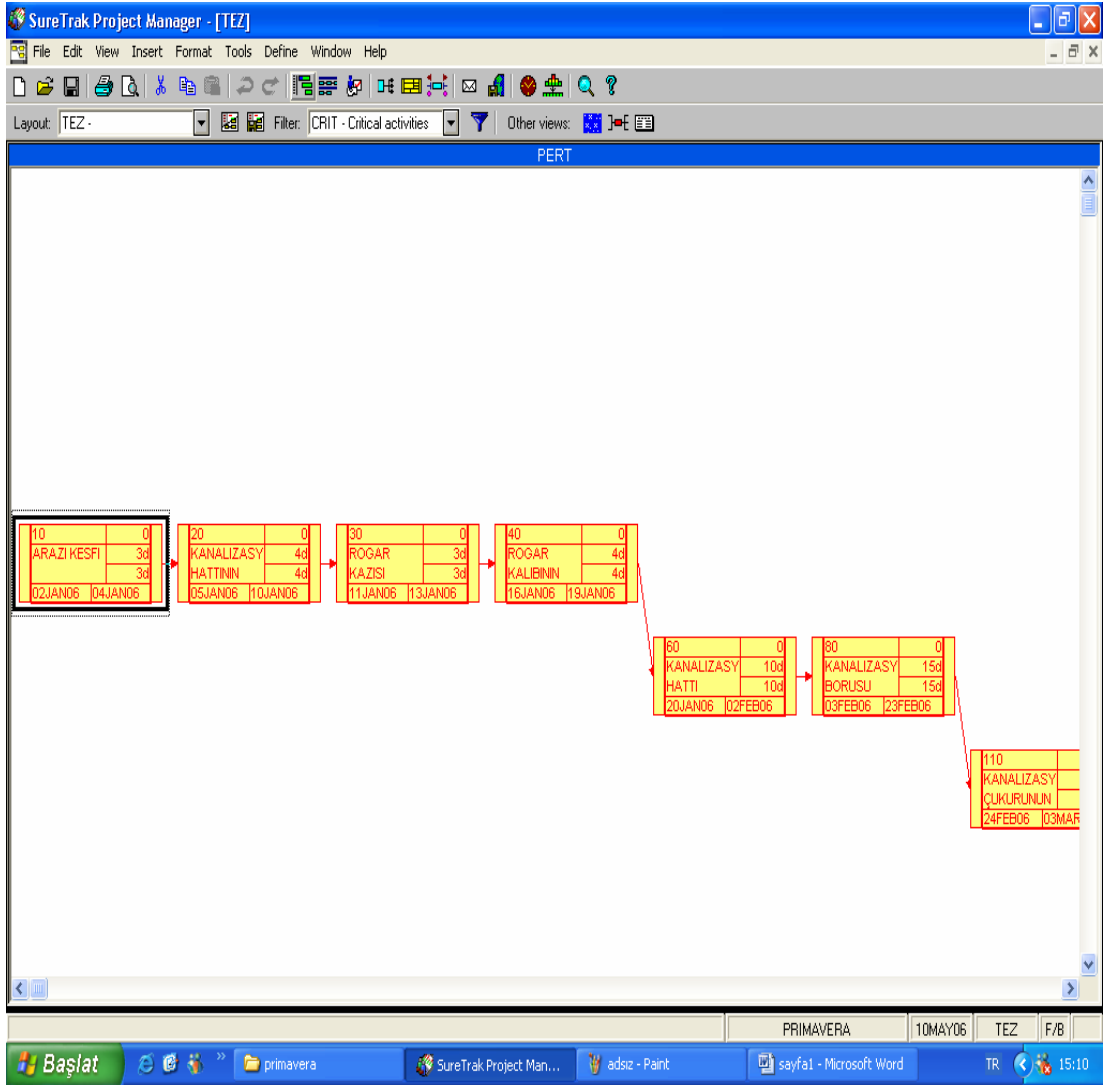 SureTrak Project Manager - [TEZ]
File Edit View Insert Format Tools Define Window Help
Layout: TEZ - Filter: CRIT - Critical activities Other views:
PERT
10 0
ARAZI KESFI 3d
3d
02JAN06 04JAN06
20 0
KANALIZASY 4d
HATTININ 4d
05JAN06 10JAN06
30 0
ROGAR 3d
KAZISI 3d
11JAN06 13JAN06
40 0
ROGAR 4d
KALIBININ 4d
16JAN06 19JAN06
60 0
KANALIZASY 10d
HATTI 10d
20JAN06 02FEB06
80 0
KANALIZASY 15d
BORUSU 15d
03FEB06 23FEB06
110
KANALIZASY
ÇUKURUNUN
24FEB06 03MAR
PRIMAVERA 10MAY06 TEZ F/B
Başlat primavera SureTrak Project Man... adsız - Paint sayfa1 - Microsoft Word TR 15:10